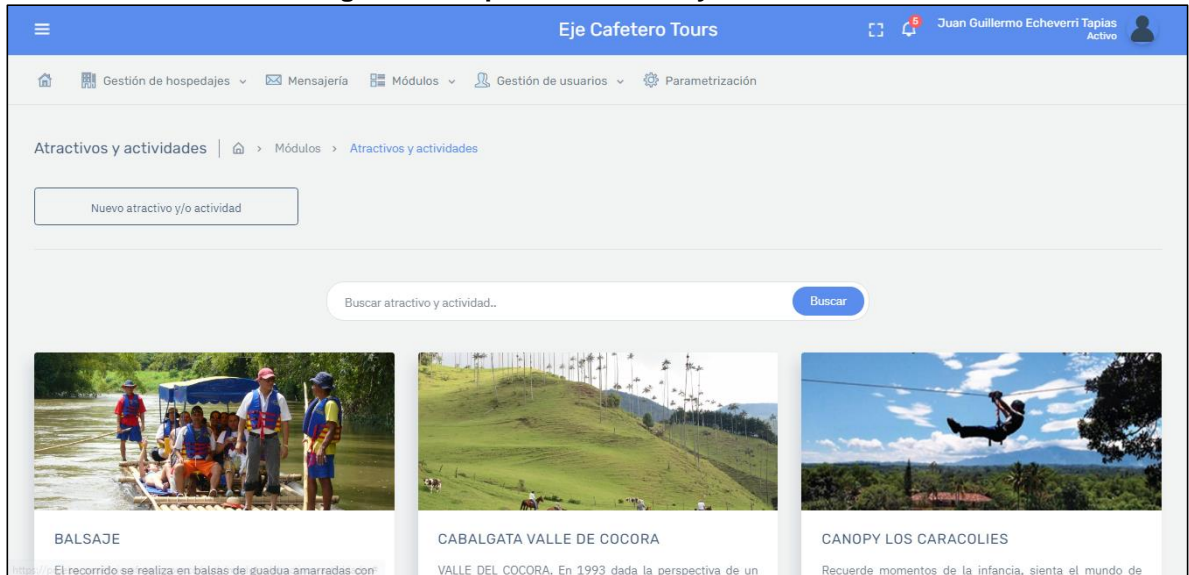 Eje Cafetero Tours
5
Juan Guillermo Echeverri Tapias
Activo
Gestión de hospedajes
Mensajería
Módulos
Gestión de usuarios
Parametrización
Atractivos y actividades
Módulos > Atractivos y actividades
Nuevo atractivo y/o actividad
Buscar atractivo y actividad..
Buscar
BALSAJE
El recorrido se realiza en balsas de guadua amarradas con
CABALGATA VALLE DE COCORA
VALLE DEL COCORA. En 1993 dada la perspectiva de un
CANOPY LOS CARACOLIES
Recuerde momentos de la infancia, sienta el mundo de